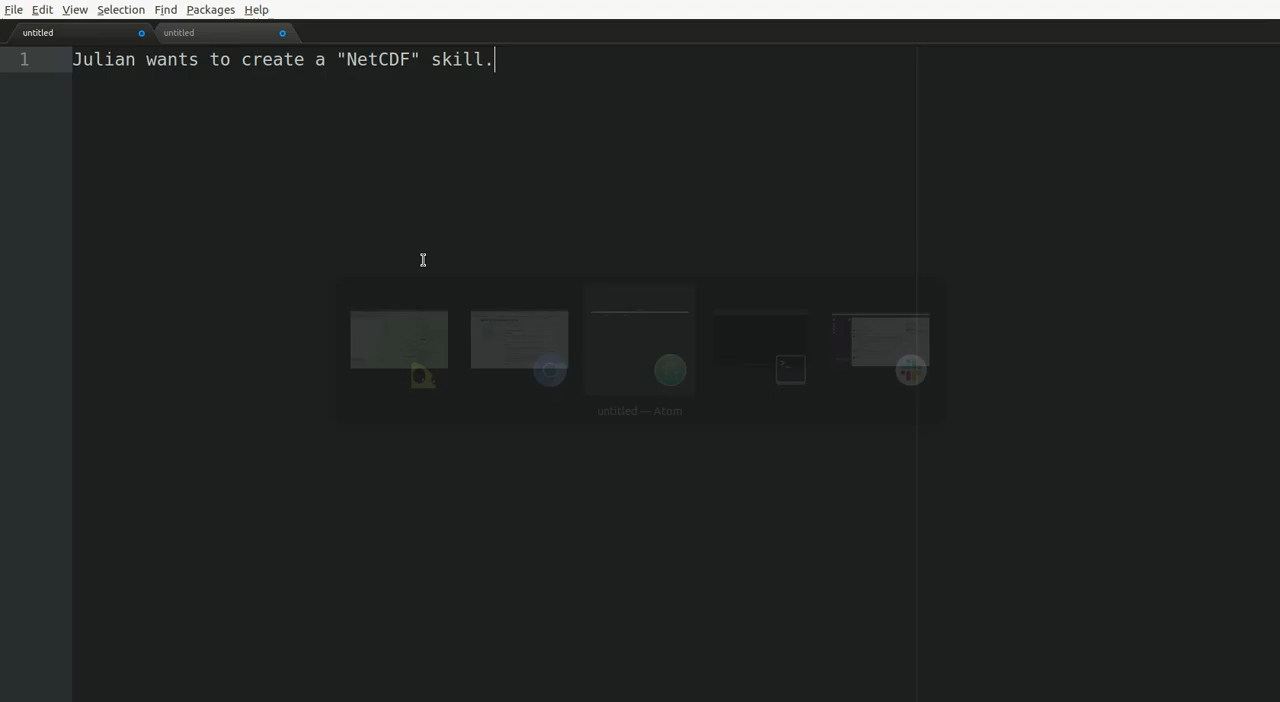 File Edit View Selection Find Packages Help
untitled untitled
1 Julian wants to create a "NetCDF" skill.
untitled — Atom